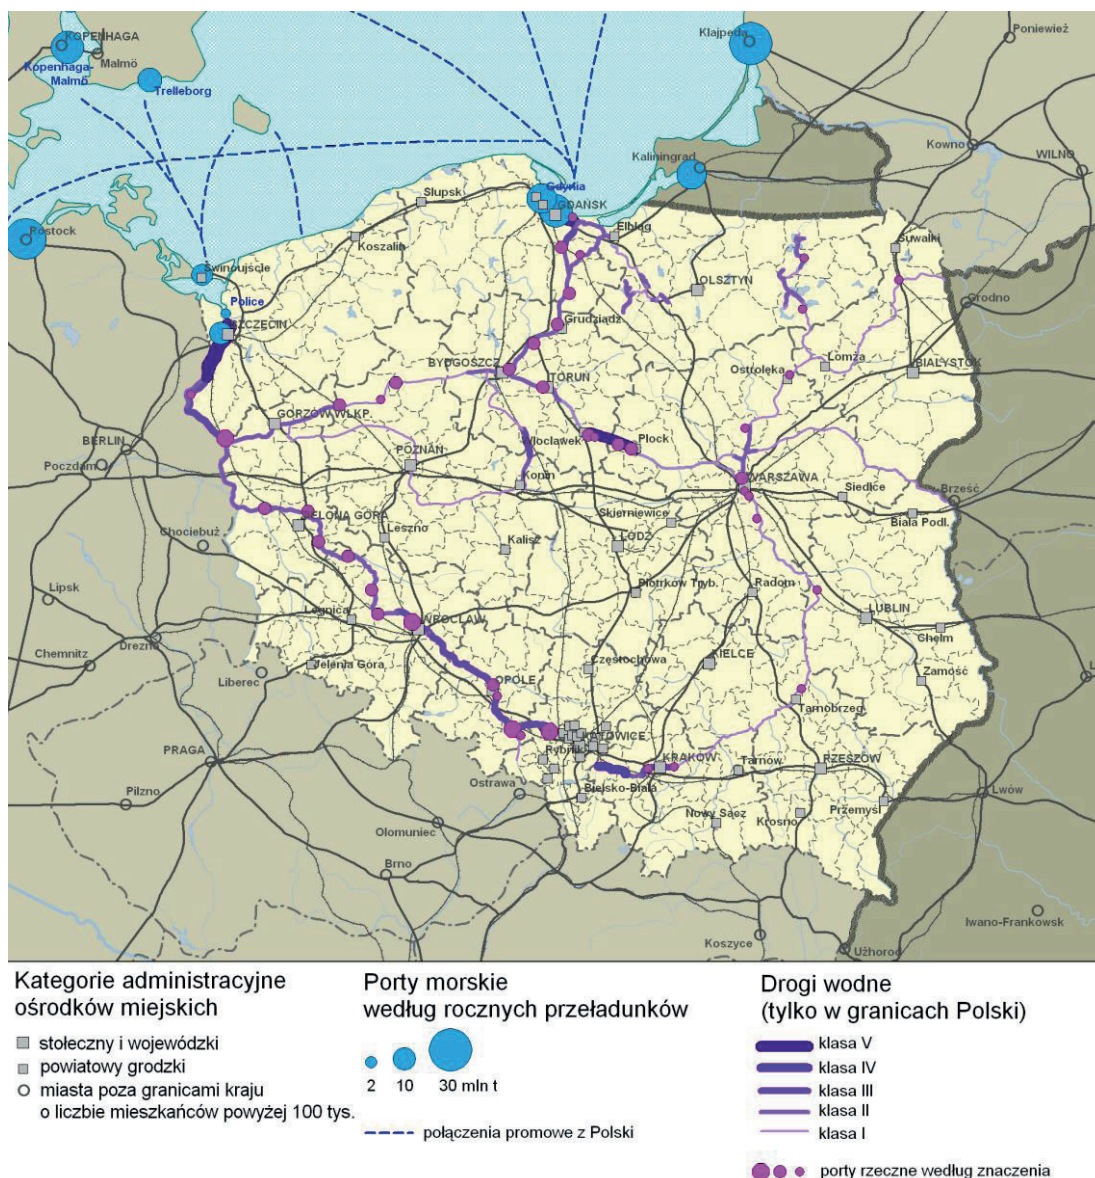 KOPENHAGA
Malmö
Kopenhaga-
Malmö
Trelleborg
Klajpeda
Poniewież
Kowno
WILNO
Kaliningrad
Rostock
Słupsk
Gdynia
GDAŃSK
Koszalin
Elbląg
Suwałki
Świnoujście
Police
SZCZECIN
OLSZTYN
Grodno
Grudziądz
BYDGOSZCZ
TORUŃ
Łomża
Ostrołęka
BIAŁYSTOK
GORZÓW WLKP.
BERLIN
Poczdam
POZNAŃ
Włocławek
Płock
Konin
WARSZAWA
Siedlce
Brześć
Biała Podl.
Skierniewice
ZIELONA GÓRA
Chociebuż
Leszno
Kalisz
ŁÓDŹ
Lipsk
Piotrków Tryb.
Radom
Legnica
WROCŁAW
LUBLIN
Chełm
Chemnitz
Drezno
Jelenia Góra
Liberec
Częstochowa
KIELCE
Zamość
OPOLE
Tarnobrzeg
PRAGA
KATOWICE
Rybnik
KRAKÓW
Tarnów
RZESZÓW
Pilzno
Ostrawa
Bielsko-Biała
Przemyśl
Lwów
Nowy Sącz
Krosno
Ołomuniec
Brno
Iwano-Frankowsk
Koszyce
Użhorod
Kategorie administracyjne
ośrodków miejskich
stołeczny i wojewódzki
powiatowy grodzki
miasta poza granicami kraju
o liczbie mieszkańców powyżej 100 tys.
Porty morskie
według rocznych przeładunków
2 10 30 mln t
połączenia promowe z Polski
Drogi wodne
(tylko w granicach Polski)
klasa V
klasa IV
klasa III
klasa II
klasa I
porty rzeczne według znaczenia